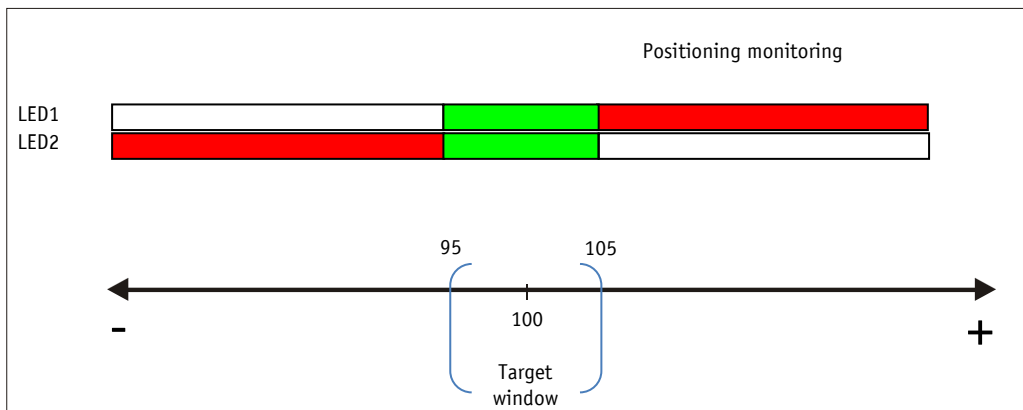 Positioning monitoring
LED1
LED2
95 105
100
- +
Target
window